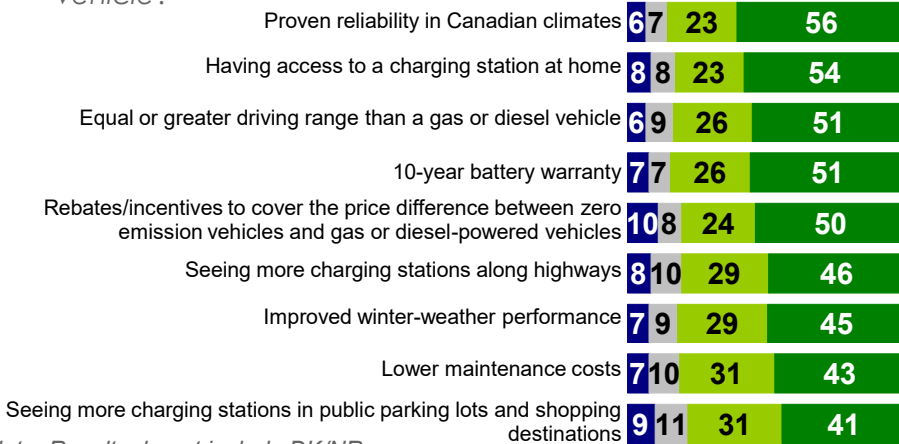 vehicle?
Proven reliability in Canadian climates 6 7 23 56
Having access to a charging station at home 8 8 23 54
Equal or greater driving range than a gas or diesel vehicle 6 9 26 51
10-year battery warranty 7 7 26 51
Rebates/incentives to cover the price difference between zero
emission vehicles and gas or diesel-powered vehicles 10 8 24 50
Seeing more charging stations along highways 8 10 29 46
Improved winter-weather performance 7 9 29 45
Lower maintenance costs 7 10 31 43
Seeing more charging stations in public parking lots and shopping
destinations 9 11 31 41